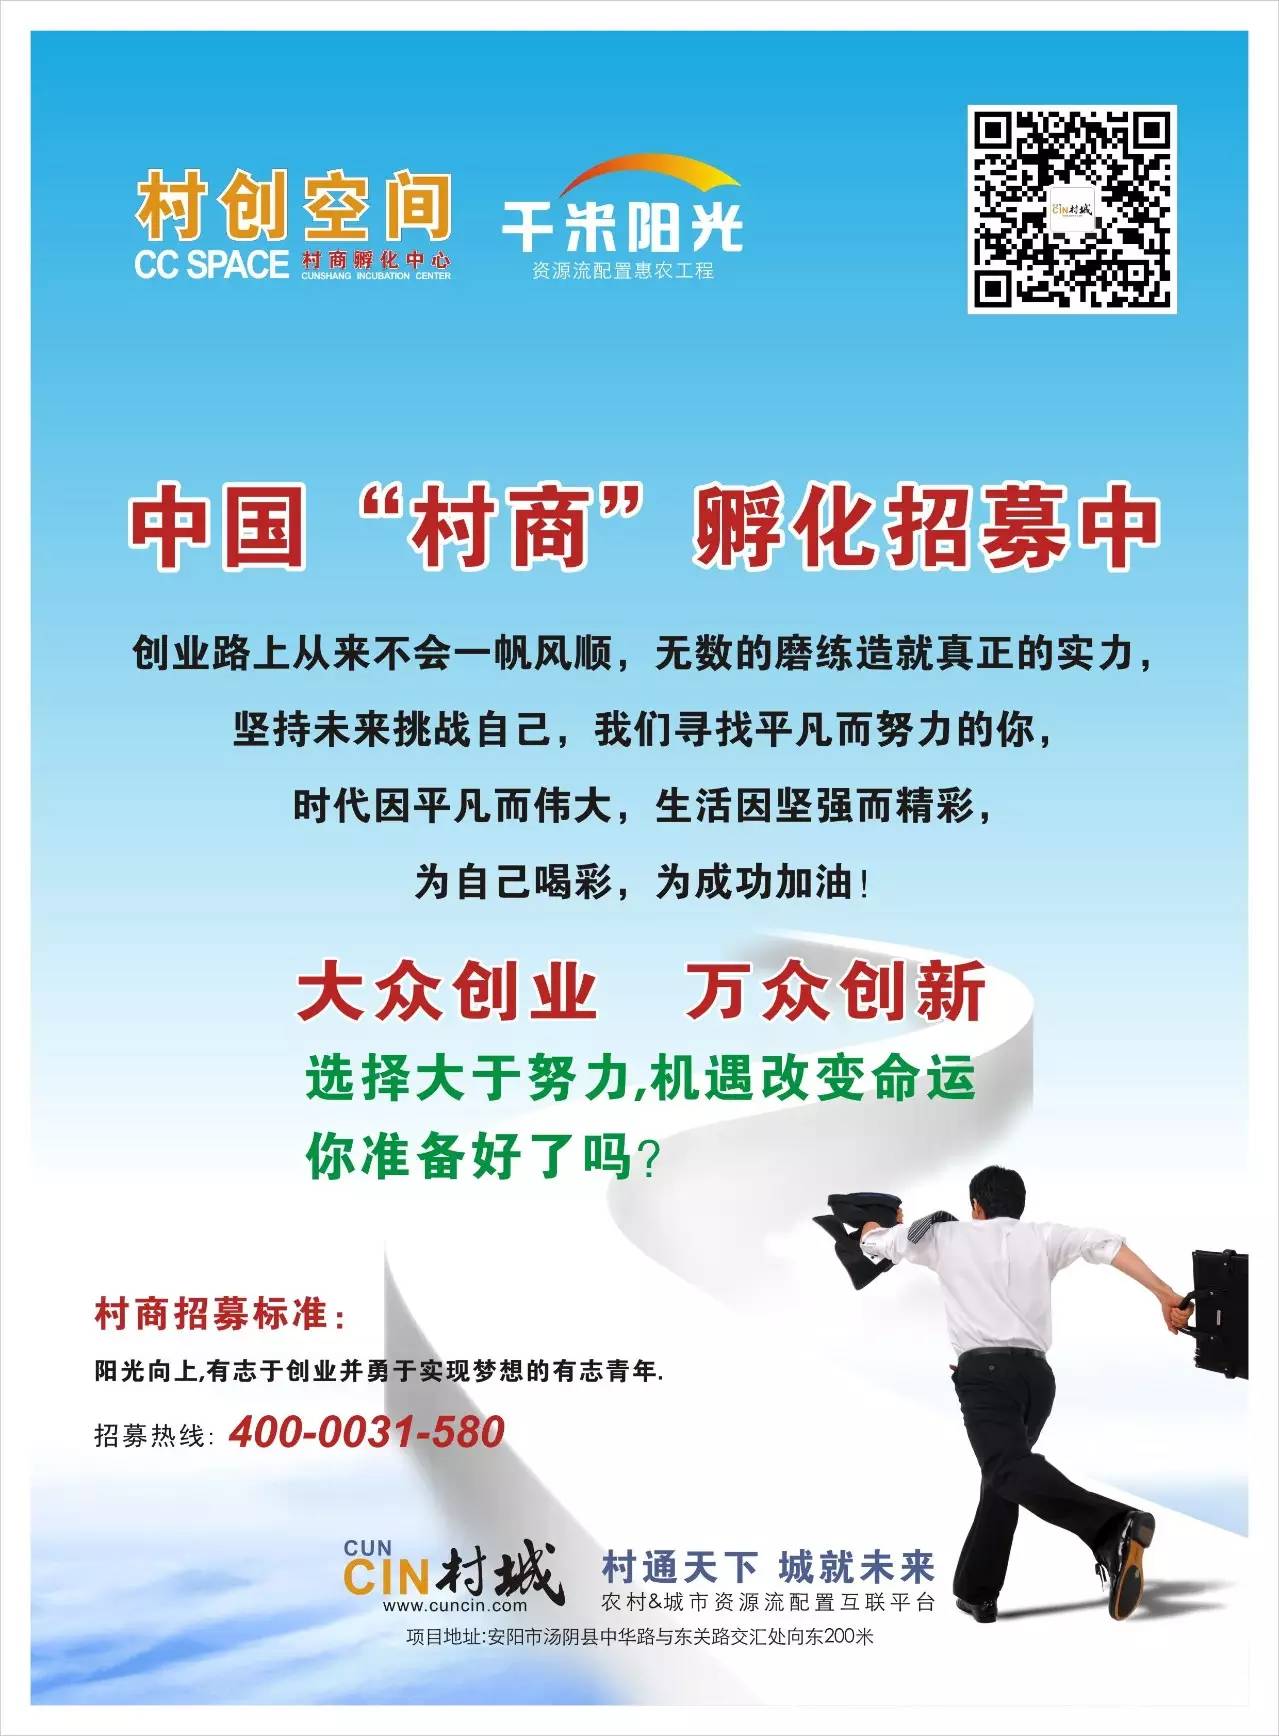 村创空间
CC SPACE 村商孵化中心
CUNSHANG INCUBATION CENTER
千米阳光
资源流配置惠农工程
CIN村城
中国“村商”孵化招募中
创业路上从来不会一帆风顺，无数的磨练造就真正的实力，
坚持未来挑战自己，我们寻找平凡而努力的你，
时代因平凡而伟大，生活因坚强而精彩，
为自己喝彩，为成功加油！
大众创业 万众创新
选择大于努力,机遇改变命运
你准备好了吗?
村商招募标准：
阳光向上,有志于创业并勇于实现梦想的有志青年.
招募热线: 400-0031-580
CUN
CIN村城
www.cuncin.com
村通天下 城就未来
农村&城市资源流配置互联平台
项目地址:安阳市汤阴县中华路与东关路交汇处向东200米